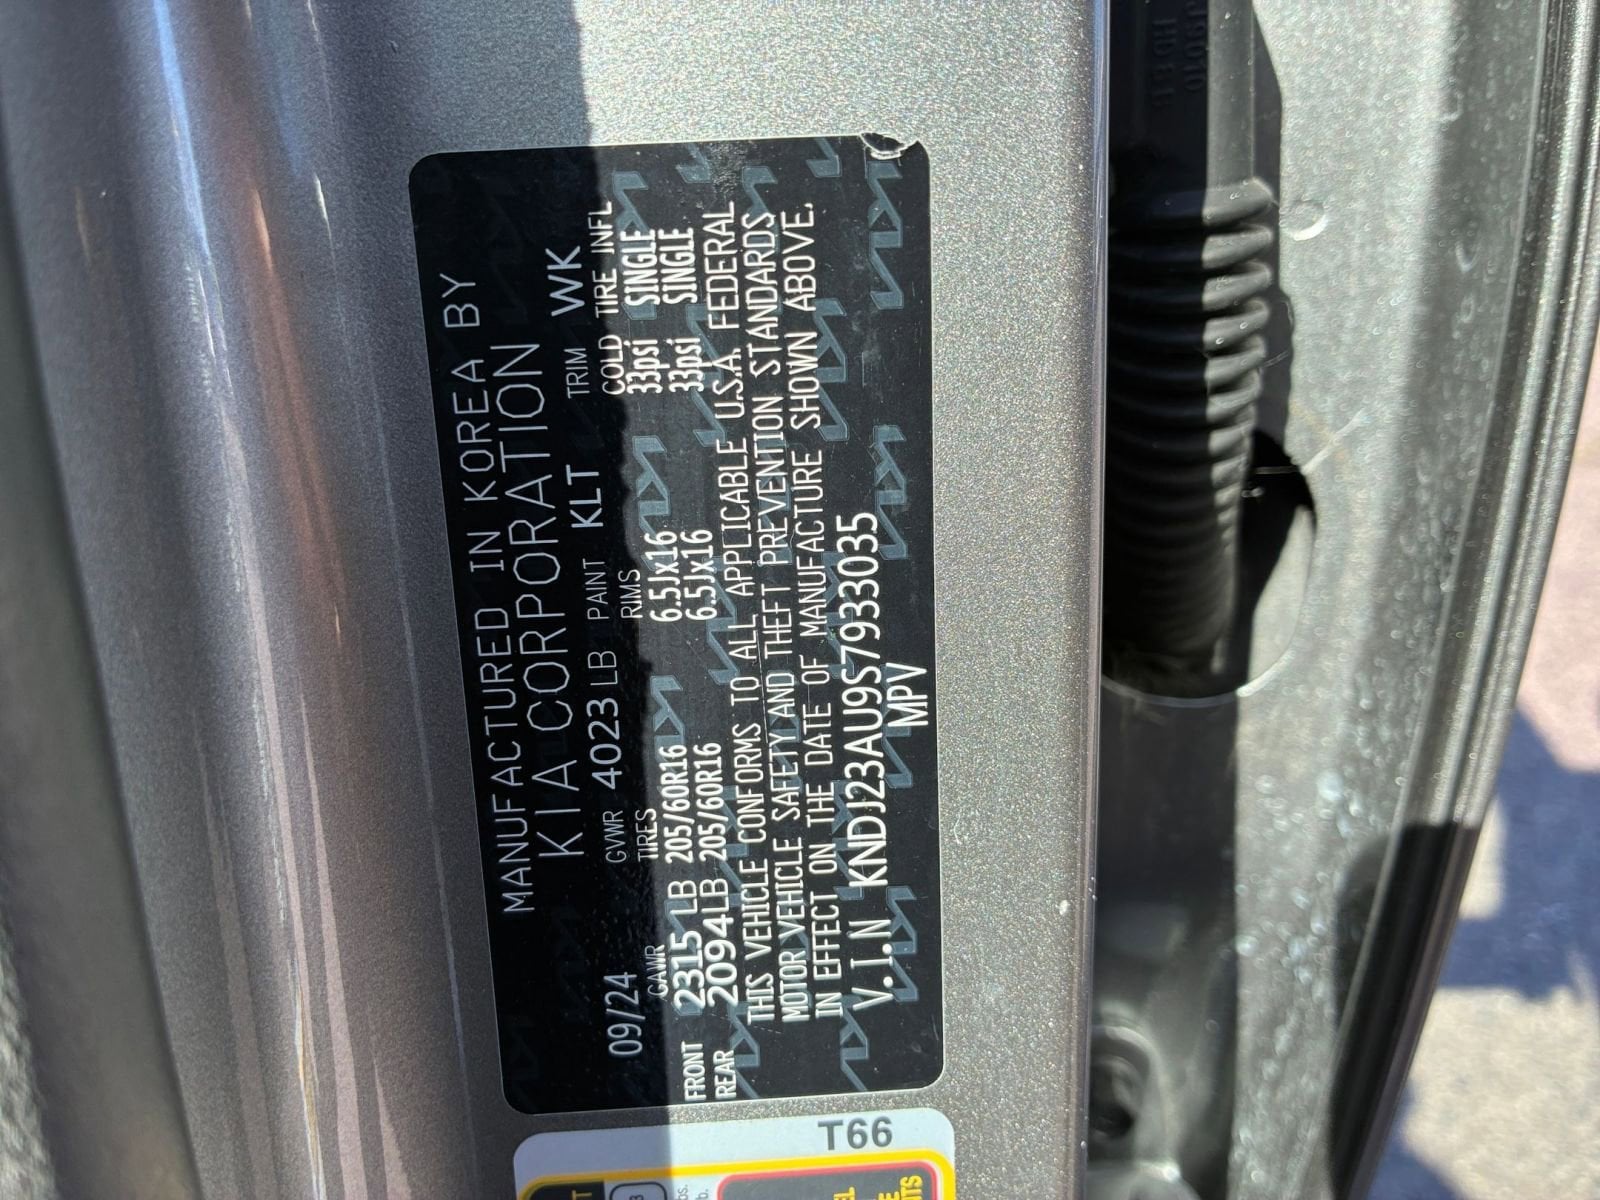 MANUFACTURED IN KOREA BY
KIA CORPORATION
09/24 GVWR 4023 LB PAINT KLT TRIM WK
GAWR TIRES RIMS COLD TIRE INFL
FRONT 2315 LB 205/60R16 6.5Jx16 33psi SINGLE
REAR 2094 LB 205/60R16 6.5Jx16 33psi SINGLE
THIS VEHICLE CONFORMS TO ALL APPLICABLE U.S.A. FEDERAL
MOTOR VEHICLE SAFETY AND THEFT PREVENTION STANDARDS
IN EFFECT ON THE DATE OF MANUFACTURE SHOWN ABOVE.
V.I.N KNDJ23AU9S7933035
MPV
T66